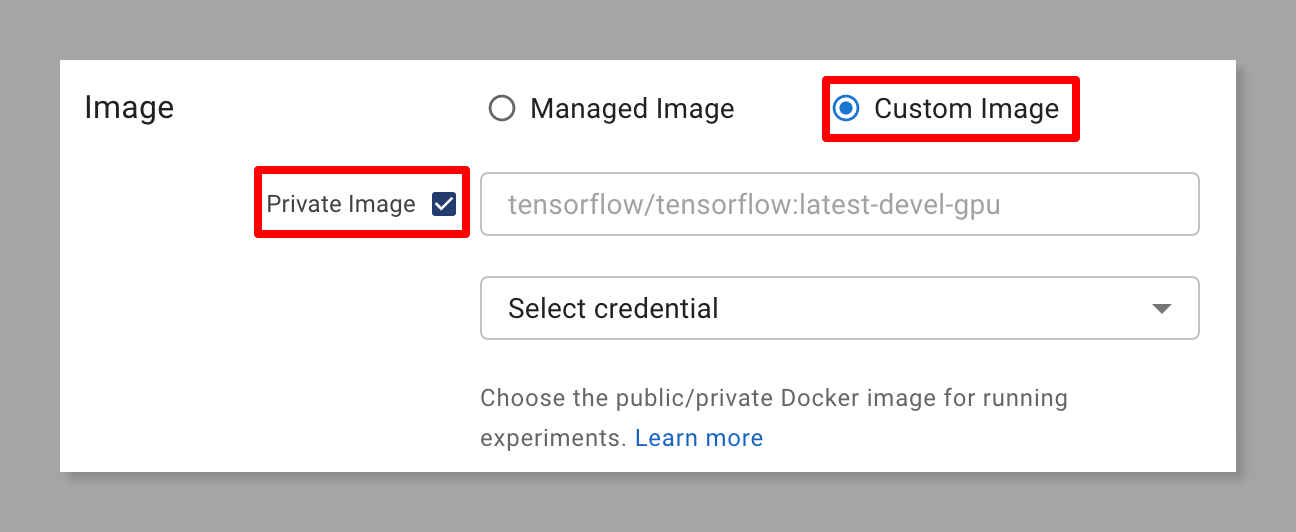 Image
Managed Image
Custom Image
Private Image
tensorflow/tensorflow:latest-devel-gpu
Select credential
Choose the public/private Docker image for running
experiments. Learn more